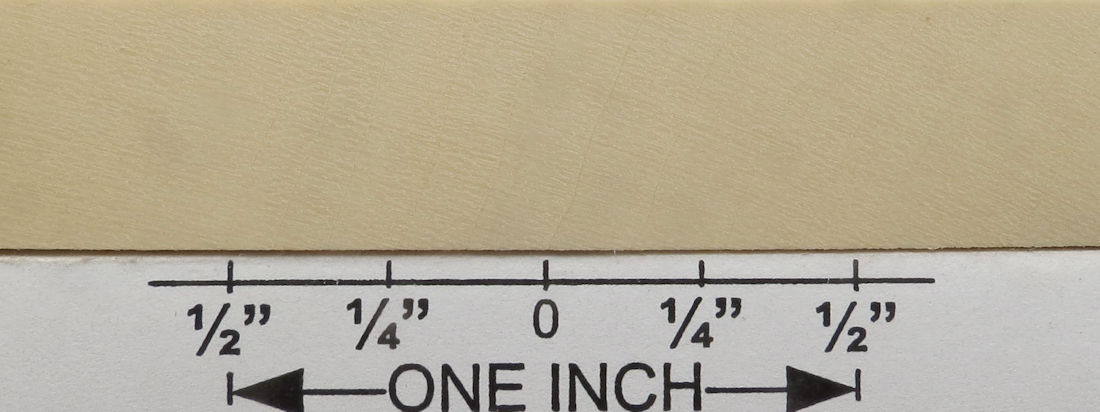 ½” ¼” 0 ¼” ½”
ONE INCH